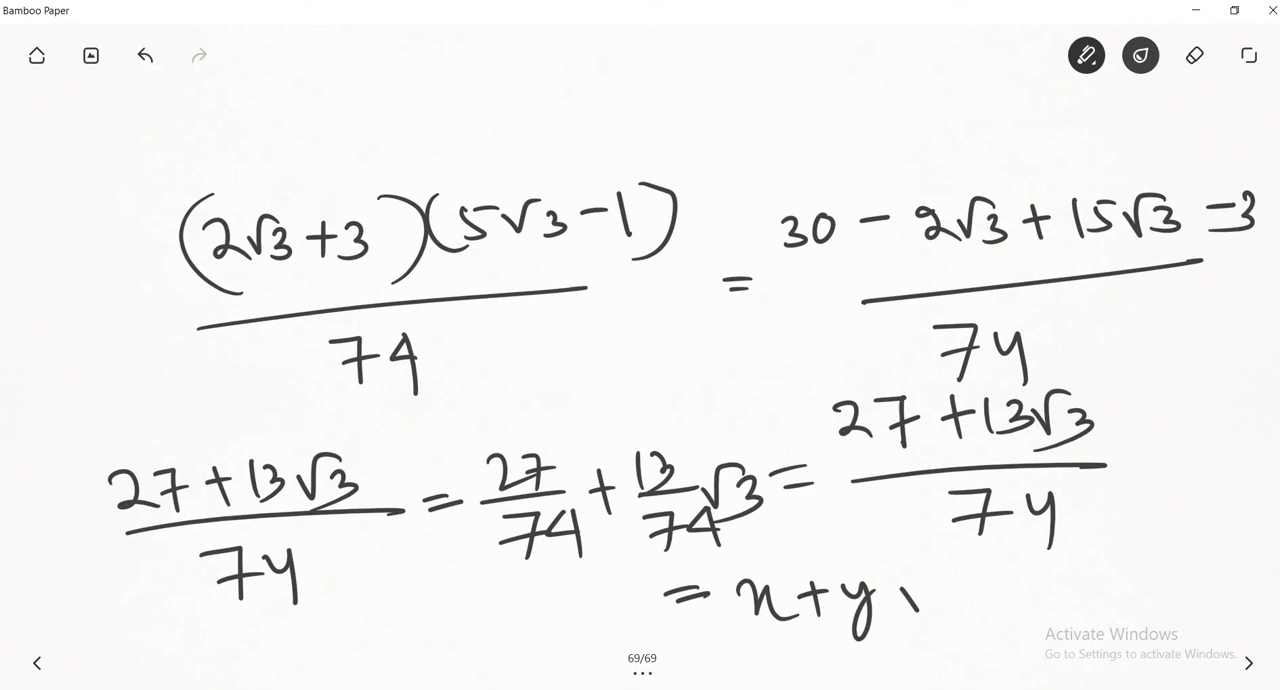 Bamboo Paper
(2√3+3)(5√3-1)/74 = 30 - 2√3 + 15√3 - 3/74
27+13√3/74 = 27/74 + 13/74√3 = 27+13√3/74
= x+y
Activate Windows
Go to Settings to activate Windows.
69/69